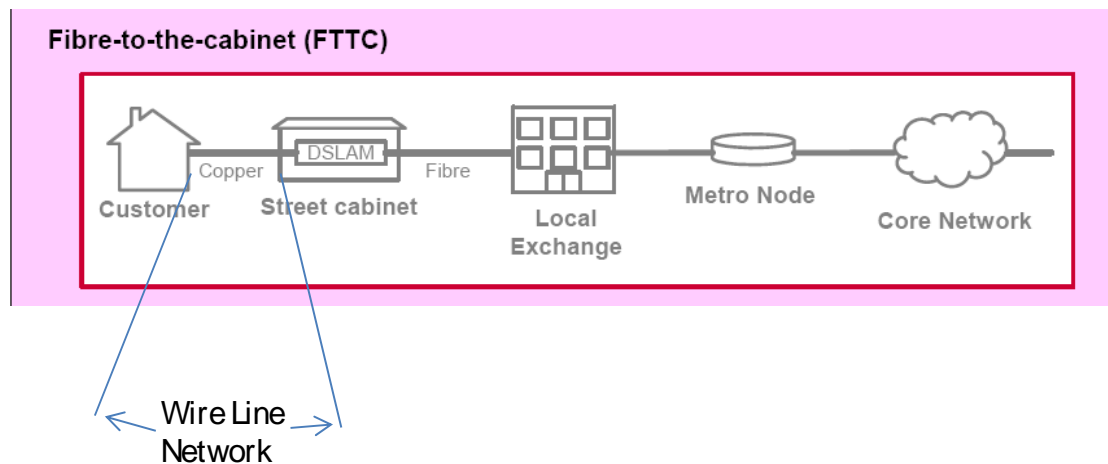 Fibre-to-the-cabinet (FTTC)
DSLAM
Copper
Fibre
Customer
Street cabinet
Local
Exchange
Metro Node
Core Network
Wire Line
Network